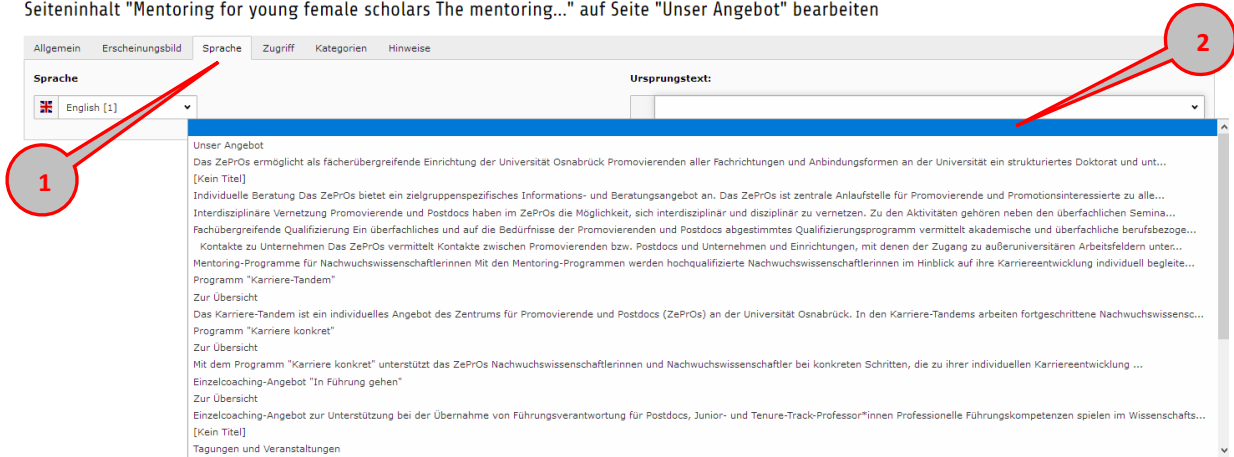 Seiteninhalt "Mentoring for young female scholars The mentoring..." auf Seite "Unser Angebot" bearbeiten
2
Allgemein Erscheinungsbild Sprache Zugriff Kategorien Hinweise
Sprache Ursprungstext:
English [1]
1
Unser Angebot
Das ZePrOs ermöglicht als fächerübergreifende Einrichtung der Universität Osnabrück Promovierenden aller Fachrichtungen und Anbindungsformen an der Universität ein strukturiertes Doktorat und unt...
[Kein Titel]
Individuelle Beratung Das ZePrOs bietet ein zielgruppenspezifisches Informations- und Beratungsangebot an. Das ZePrOs ist zentrale Anlaufstelle für Promovierende und Promotionsinteressierte zu alle...
Interdisziplinäre Vernetzung Promovierende und Postdocs haben im ZePrOs die Möglichkeit, sich interdisziplinär und disziplinär zu vernetzen. Zu den Aktivitäten gehören neben den überfachlichen Semina...
Fachübergreifende Qualifizierung Ein überfachliches und auf die Bedürfnisse der Promovierenden und Postdocs abgestimmtes Qualifizierungsprogramm vermittelt akademische und überfachliche berufsbezoge...
Kontakte zu Unternehmen Das ZePrOs vermittelt Kontakte zwischen Promovierenden bzw. Postdocs und Unternehmen und Einrichtungen, mit denen der Zugang zu außeruniversitären Arbeitsfeldern unter...
Mentoring-Programme für Nachwuchswissenschaftlerinnen Mit den Mentoring-Programmen werden hochqualifizierte Nachwuchswissenschaftlerinnen im Hinblick auf ihre Karriereentwicklung individuell begleite...
Programm "Karriere-Tandem"
Zur Übersicht
Das Karriere-Tandem ist ein individuelles Angebot des Zentrums für Promovierende und Postdocs (ZePrOs) an der Universität Osnabrück. In den Karriere-Tandems arbeiten fortgeschrittene Nachwuchswissensc...
Programm "Karriere konkret"
Zur Übersicht
Mit dem Programm "Karriere konkret" unterstützt das ZePrOs Nachwuchswissenschaftlerinnen und Nachwuchswissenschaftler bei konkreten Schritten, die zu ihrer individuellen Karriereentwicklung ...
Einzelcoaching-Angebot "In Führung gehen"
Zur Übersicht
Einzelcoaching-Angebot zur Unterstützung bei der Übernahme von Führungsverantwortung für Postdocs, Junior- und Tenure-Track-Professor*innen Professionelle Führungskompetenzen spielen im Wissenschafts...
[Kein Titel]
Tagungen und Veranstaltungen